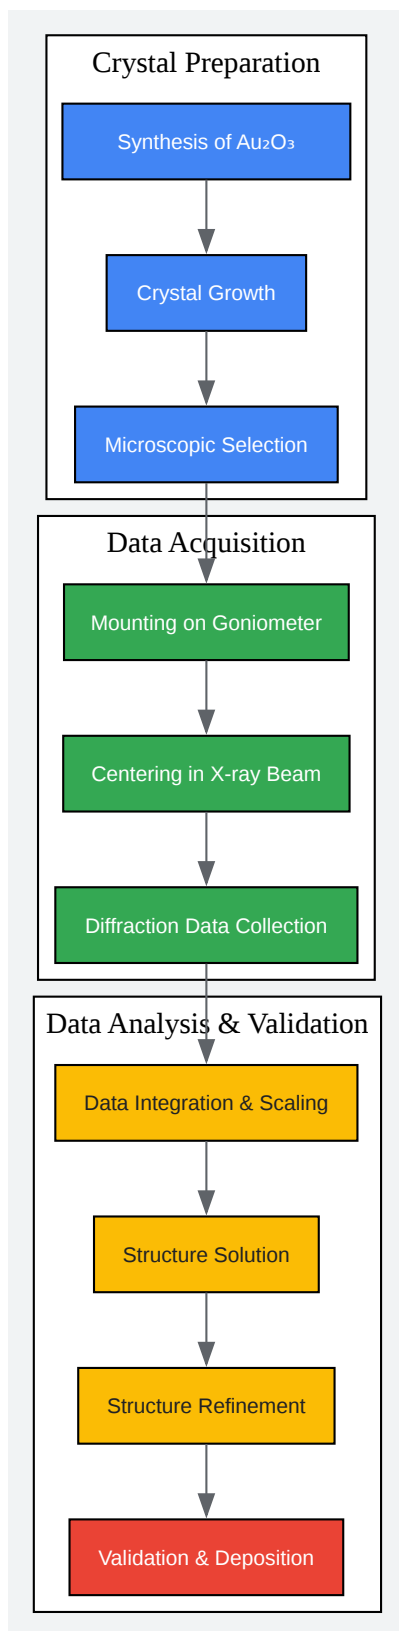 Crystal Preparation
Synthesis of Au₂O₃
Crystal Growth
Microscopic Selection
Data Acquisition
Mounting on Goniometer
Centering in X-ray Beam
Diffraction Data Collection
Data Analysis & Validation
Data Integration & Scaling
Structure Solution
Structure Refinement
Validation & Deposition